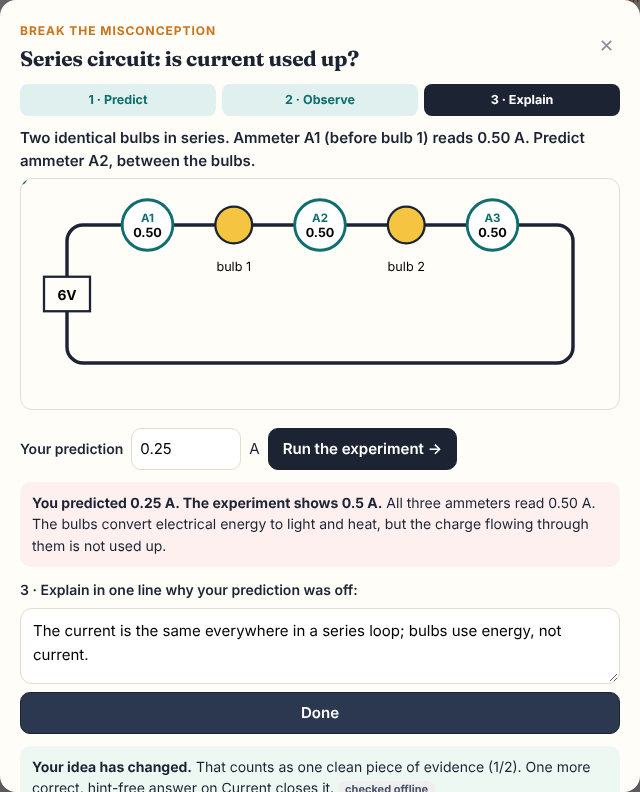 BREAK THE MISCONCEPTION
Series circuit: is current used up?
✕
1 · Predict
2 · Observe
3 · Explain
Two identical bulbs in series. Ammeter A1 (before bulb 1) reads 0.50 A. Predict
ammeter A2, between the bulbs.
A1
0.50
A2
0.50
A3
0.50
bulb 1
bulb 2
6V
Your prediction
0.25
A
Run the experiment →
You predicted 0.25 A. The experiment shows 0.5 A. All three ammeters read 0.50 A.
The bulbs convert electrical energy to light and heat, but the charge flowing through
them is not used up.
3 · Explain in one line why your prediction was off:
The current is the same everywhere in a series loop; bulbs use energy, not
current.
Done
Your idea has changed. That counts as one clean piece of evidence (1/2). One more
correct, hint-free answer on Current closes it. checked offline